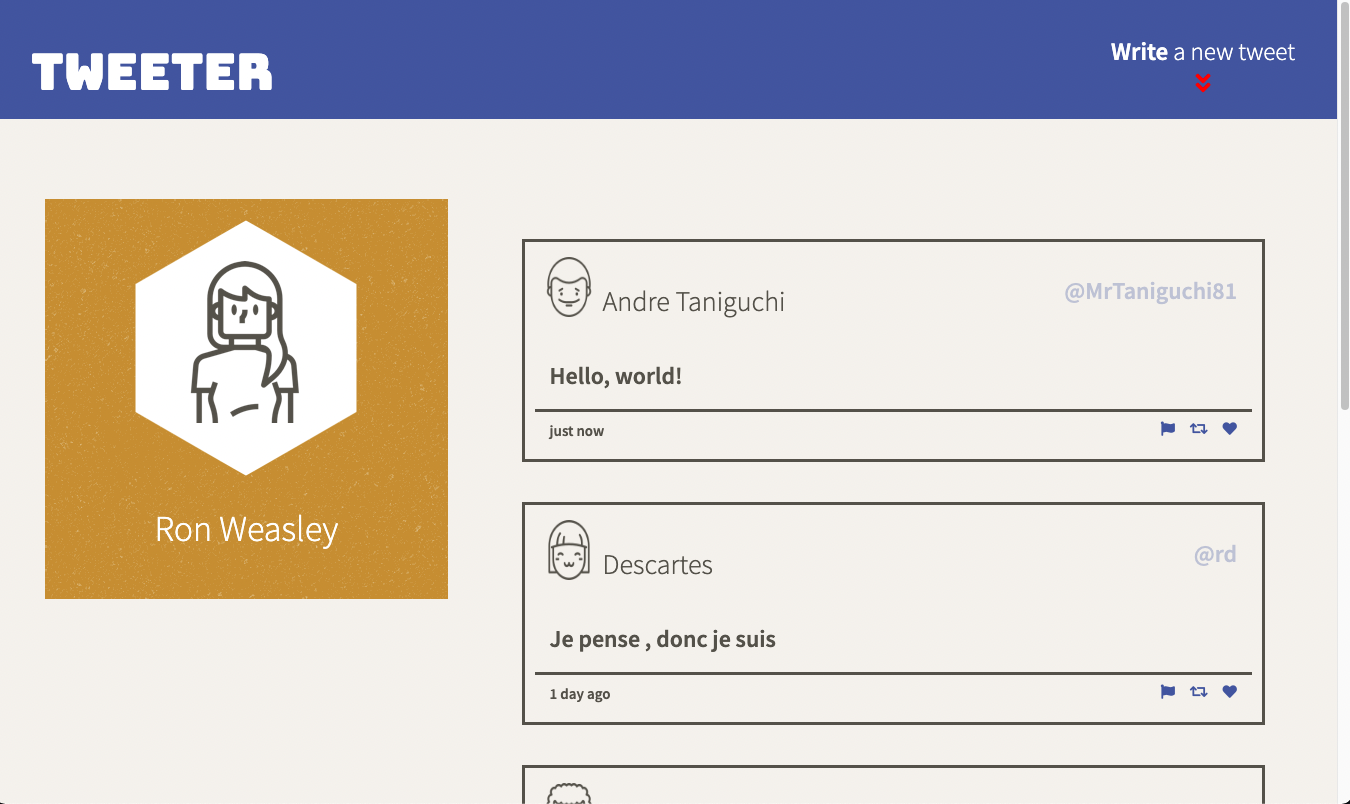 TWEETER
Write a new tweet
Ron Weasley
Andre Taniguchi
@MrTaniguchi81
Hello, world!
just now
Descartes
@rd
Je pense , donc je suis
1 day ago